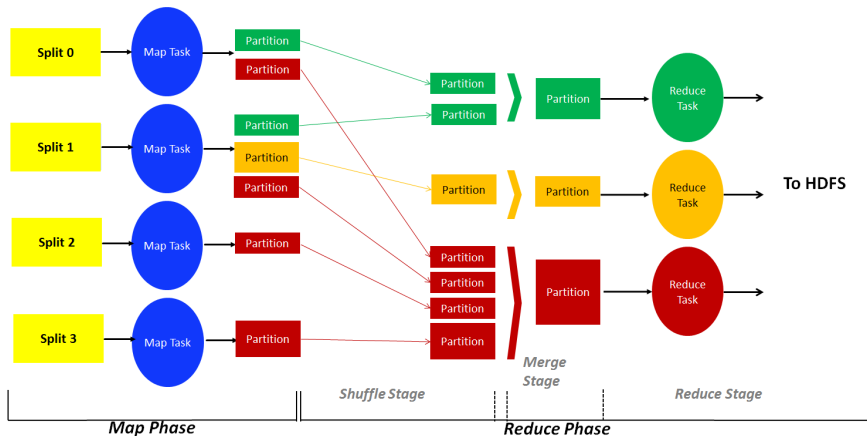 Split 0
Map Task
Partition
Partition
Split 1
Map Task
Partition
Partition
Partition
Split 2
Map Task
Partition
Split 3
Map Task
Partition
Partition
Partition
Partition
Partition
Partition
Partition
Partition
Partition
Partition
Partition
Reduce
Task
Reduce
Task
Reduce
Task
To HDFS
Shuffle Stage
Merge
Stage
Reduce Stage
Map Phase
Reduce Phase